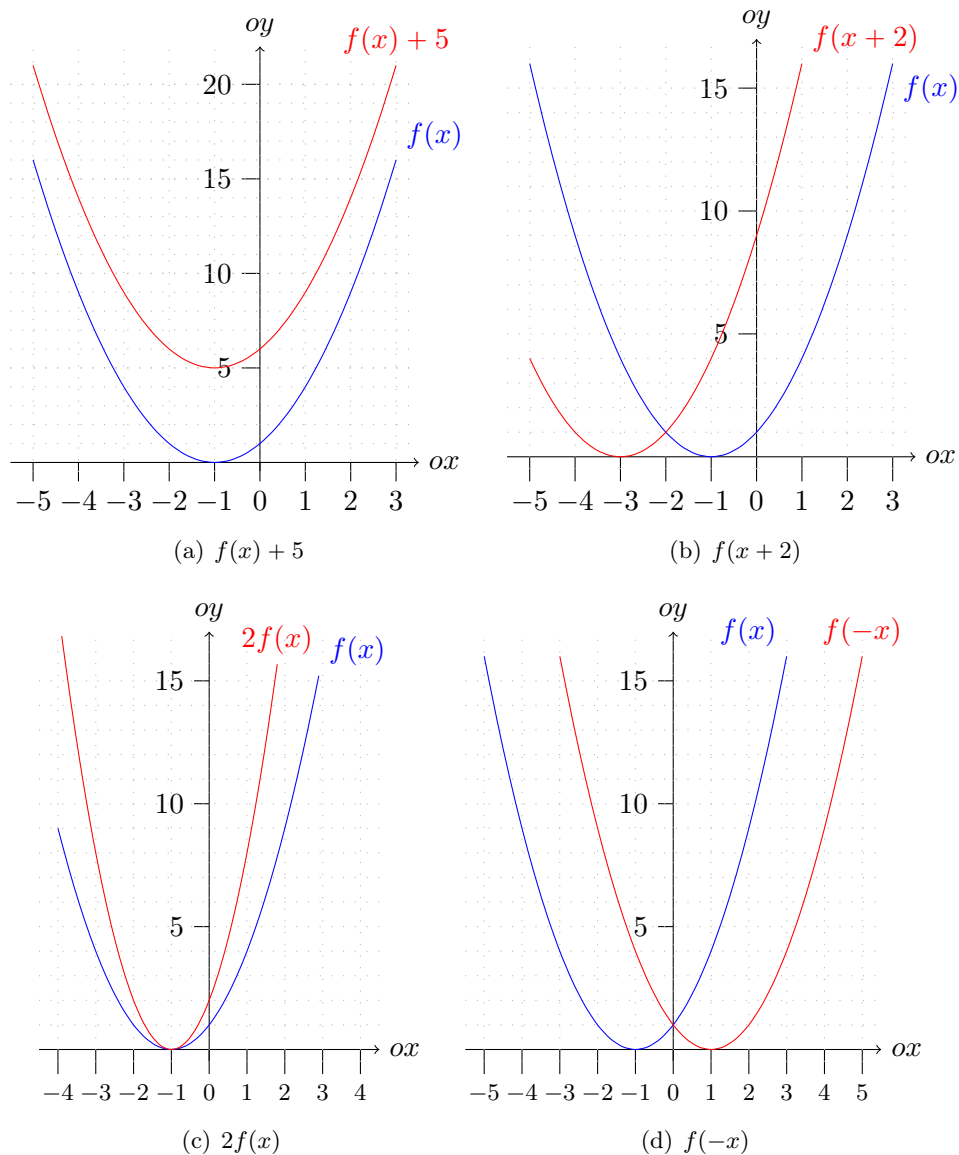 oy
f(x) + 5
f(x)
20
15
10
5
ox
−5 −4 −3 −2 −1 0 1 2 3
(a) f(x) + 5
oy
f(x + 2)
f(x)
15
10
5
ox
−5 −4 −3 −2 −1 0 1 2 3
(b) f(x + 2)
oy
2f(x)
f(x)
15
10
5
ox
−4 −3 −2 −1 0 1 2 3 4
(c) 2f(x)
oy
f(x)
f(−x)
15
10
5
ox
−5 −4 −3 −2 −1 0 1 2 3 4 5
(d) f(−x)